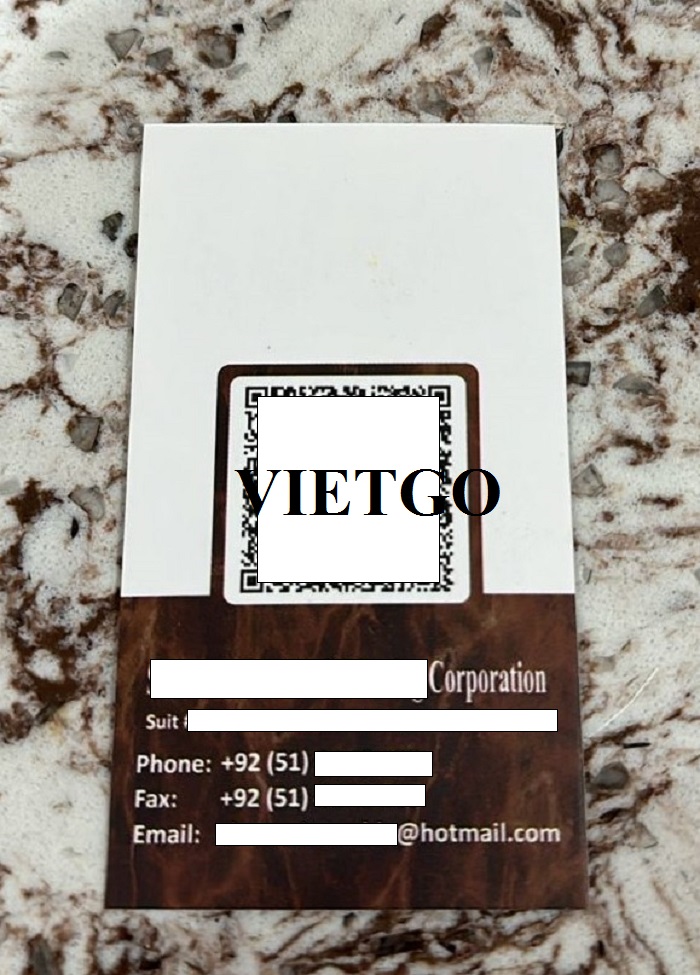 VIETGO
Corporation
Suit #
Phone: +92 (51)
Fax: +92 (51)
Email: @hotmail.com